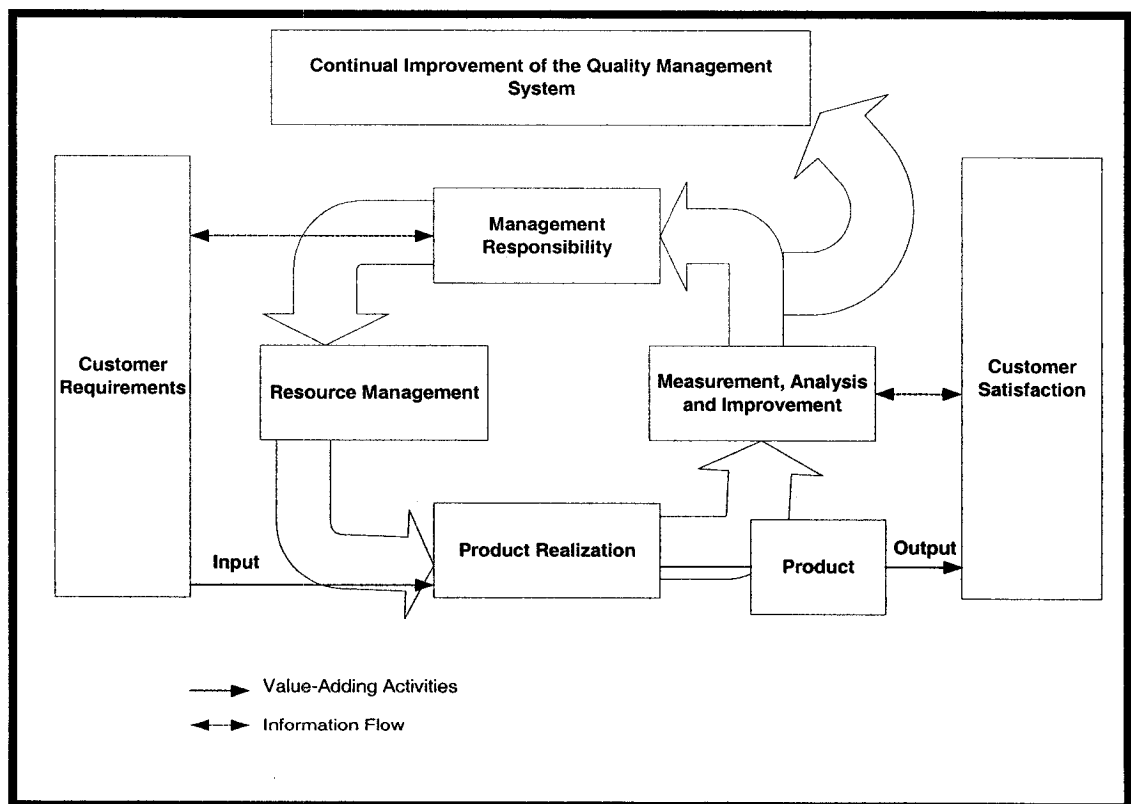 Continual Improvement of the Quality Management
System
Management
Responsibility
Customer
Requirements
Resource Management
Measurement, Analysis
and Improvement
Customer
Satisfaction
Input
Product Realization
Product
Output
Value-Adding Activities
Information Flow